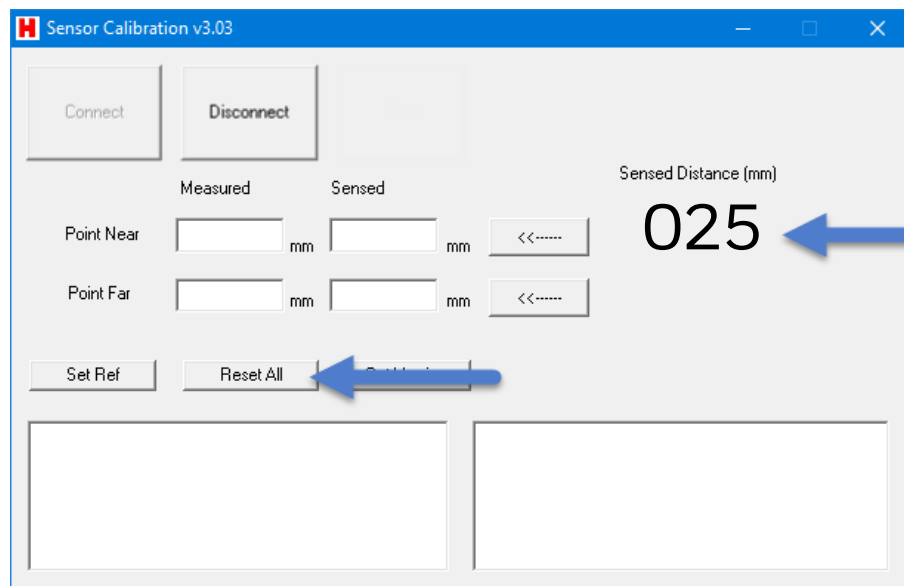 H Sensor Calibration v3.03
Connect Disconnect
Sensed Distance (mm)
Measured Sensed
025
Point Near mm mm <<------
Point Far mm mm <<------
Set Ref Reset All